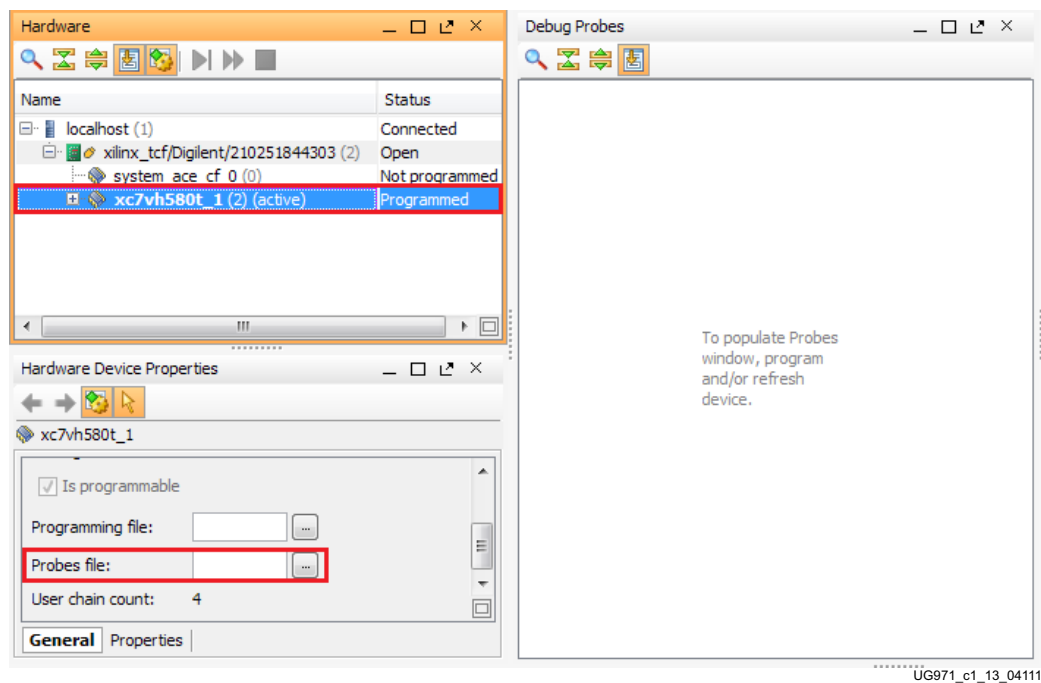 Hardware
Name Status
localhost (1) Connected
xilinx_tcf/Digilent/210251844303 (2) Open
system_ace_cf_0 (0) Not programmed
xc7vh580t_1 (2) (active) Programmed
Hardware Device Properties
xc7vh580t_1
Is programmable
Programming file: ...
Probes file: ...
User chain count: 4
General Properties
Debug Probes
To populate Probes
window, program
and/or refresh
device.
UG971_c1_13_04111